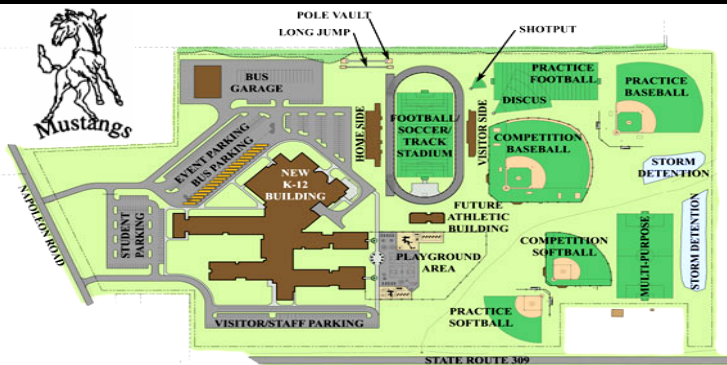 POLE VAULT
LONG JUMP
SHOTPUT
Mustangs
BUS
GARAGE
PRACTICE
FOOTBALL
PRACTICE
BASEBALL
DISCUS
EVENT PARKING
BUS PARKING
HOME SIDE
FOOTBALL/
SOCCER/
TRACK
STADIUM
VISITOR SIDE
COMPETITION
BASEBALL
STORM
DETENTION
NEW
K-12
BUILDING
NAPOLEON ROAD
STUDENT
PARKING
FUTURE
ATHLETIC
BUILDING
PLAYGROUND
AREA
COMPETITION
SOFTBALL
MULTI-PURPOSE
STORM DETENTION
PRACTICE
SOFTBALL
VISITOR/STAFF PARKING
STATE ROUTE 309